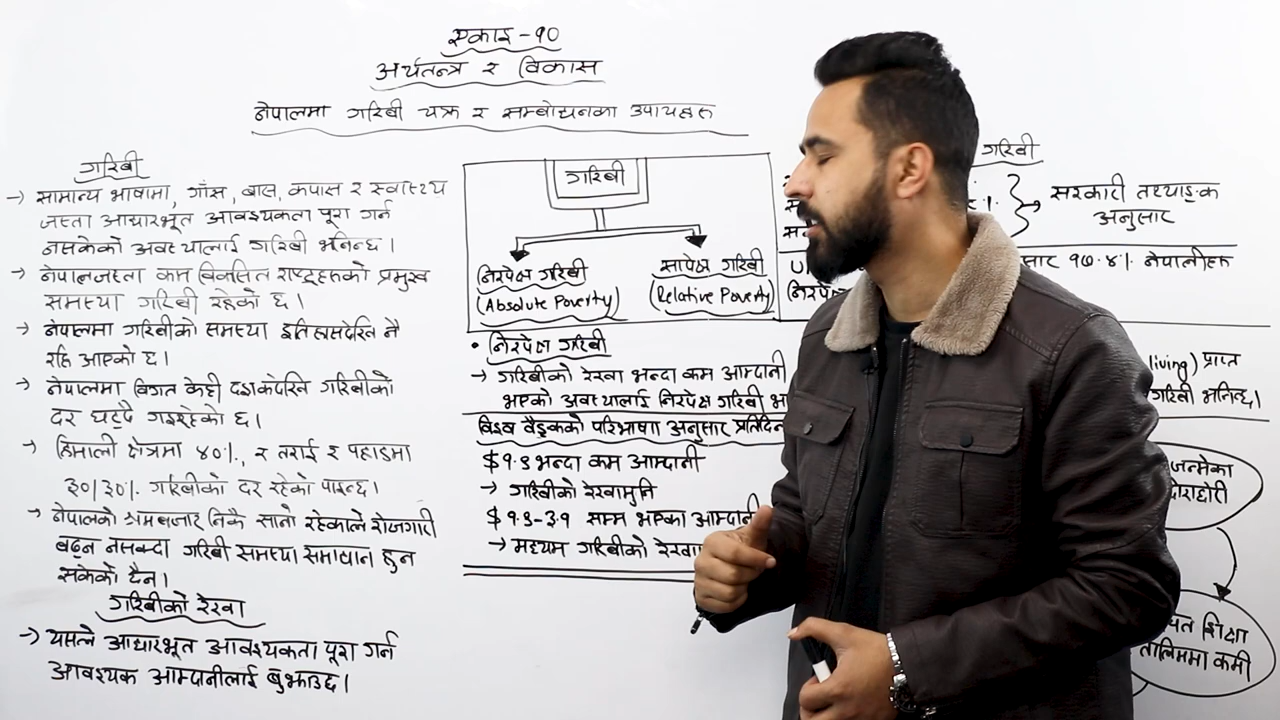 एकाइ - १०
अर्थतन्त्र र विकास
नेपालमा गरिबी चक्र र सम्बोधनका उपायहरु
गरिबी
→ सामान्य भाषामा, गाँस, बास, कपास र स्वास्थ्य
जस्ता आधारभूत आवश्यकता पूरा गर्न
नसकेको अवस्थालाई गरिबी भनिन्छ।
→ नेपालजस्ता कम विकसित राष्ट्रहरुको प्रमुख
समस्या गरिबी रहेको छ।
→ नेपालमा गरिबीको समस्या इतिहासदेखि नै
रहि आएको छ।
→ नेपालमा विगत केही दशकदेखि गरिबीको
दर घट्दै गइरहेको छ।
→ हिमाली क्षेत्रमा ४०%, र तराई र पहाडमा
३०/३०% गरिबीको दर रहेको पाइन्छ।
→ नेपालको श्रमबजार निकै सानो रहेकाले रोजगारी
बढ्न नसक्दा गरिबी समस्या समाधान हुन
सकेको छैन।
गरिबीको रेखा
→ यसले आधारभूत आवश्यकता पूरा गर्न
आवश्यक आम्दानीलाई बुझाउछ।
गरिबी
निरपेक्ष गरिबी
(Absolute Poverty)
सापेक्ष गरिबी
(Relative Poverty)
• निरपेक्ष गरिबी
→ गरिबीको रेखा भन्दा कम आम्दानी
भएको अवस्थालाई निरपेक्ष गरिबी
विश्व बैङ्कको परिभाषा अनुसार प्रतिदिन
$ १.९ भन्दा कम आम्दानी
→ गरिबीको रेखामुनि
$ १.९-३.१ सम्म भएका आम्दानी
→ मध्यम गरिबीको रेखा
गरिबी
सरकारी तथ्याङ्क
अनुसार
१७.४% नेपालीहरु
living) प्राप्त
गरिबी भनिन्छ।
जन्मेका
शिक्षा
तालिममा कमी